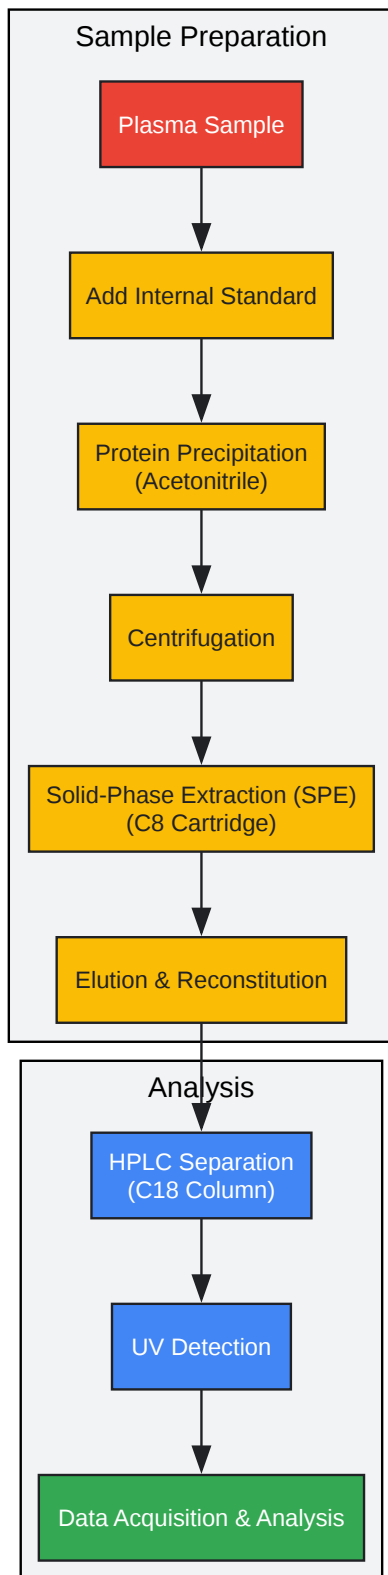 Sample Preparation
Plasma Sample
Add Internal Standard
Protein Precipitation
(Acetonitrile)
Centrifugation
Solid-Phase Extraction (SPE)
(C8 Cartridge)
Elution & Reconstitution
Analysis
HPLC Separation
(C18 Column)
UV Detection
Data Acquisition & Analysis